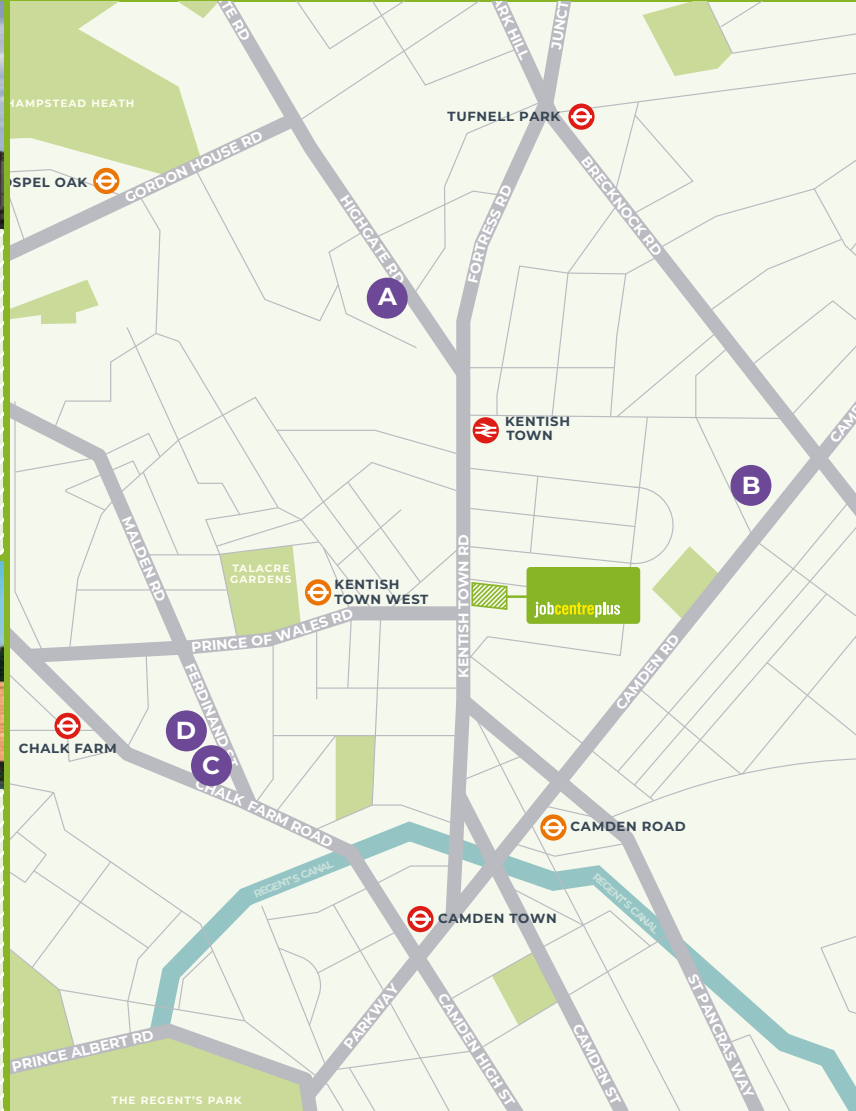 ARK HILL
HAMPSTEAD HEATH
TUFNELL PARK
GORDON HOUSE RD
HIGHGATE RD
FORTRESS RD
BRECKNOCK RD
A
KENTISH
TOWN
B
MALDEN RD
TALACRE
GARDENS
KENTISH
TOWN WEST
KENTISH TOWN RD
jobcentreplus
PRINCE OF WALES RD
CAMDEN RD
FERDINAND ST
D
CHALK FARM
C
CHALK FARM ROAD
CAMDEN ROAD
REGENT'S CANAL
REGENT'S CANAL
CAMDEN TOWN
PARKWAY
CAMDEN HIGH ST
CAMDEN ST
ST PANCRAS WAY
PRINCE ALBERT RD
THE REGENT'S PARK